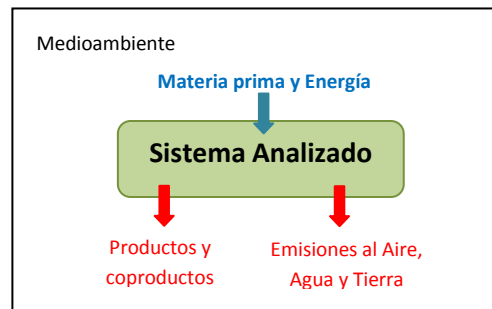 Medioambiente
Materia prima y Energía
Sistema Analizado
Productos y
coproductos
Emisiones al Aire,
Agua y Tierra